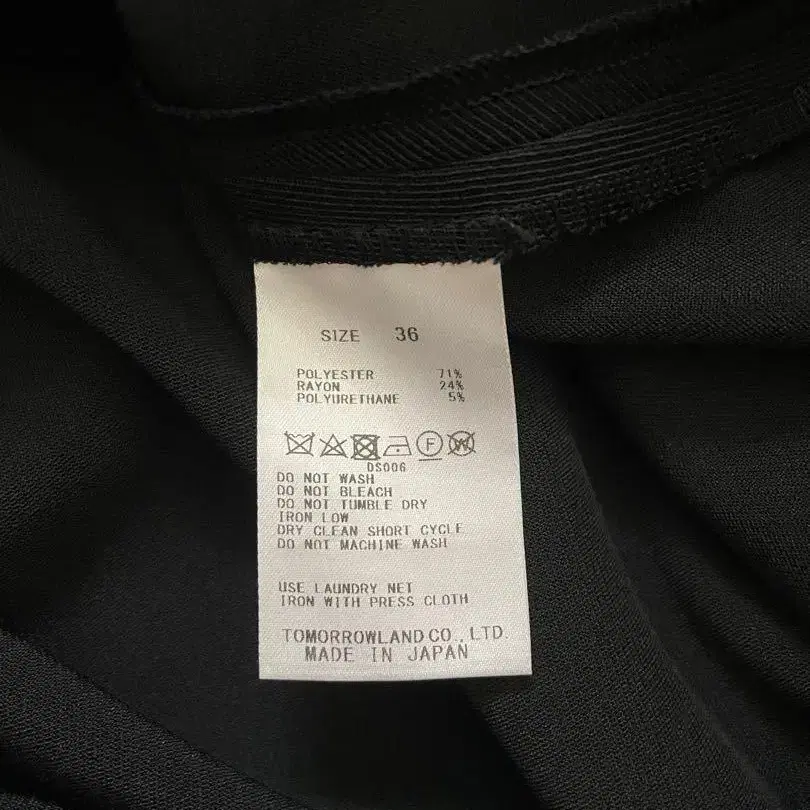 SIZE 36
POLYESTER 71%
RAYON 24%
POLYURETHANE 5%
F W
DS006
DO NOT WASH
DO NOT BLEACH
DO NOT TUMBLE DRY
IRON LOW
DRY CLEAN SHORT CYCLE
DO NOT MACHINE WASH
USE LAUNDRY NET
IRON WITH PRESS CLOTH
TOMORROWLAND CO., LTD.
MADE IN JAPAN